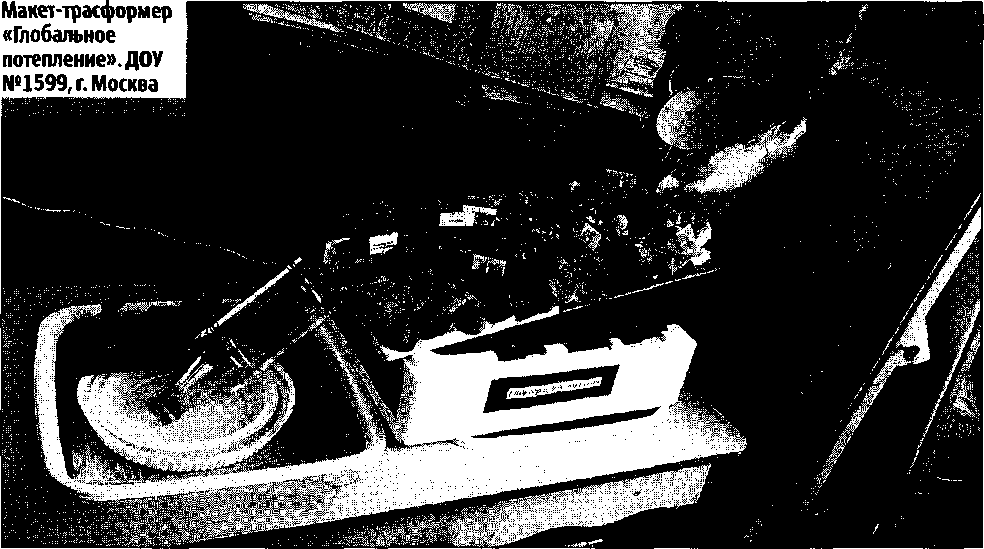 Макет-трасформер
«Глобальное
потепление». ДОУ
№1599, г. Москва